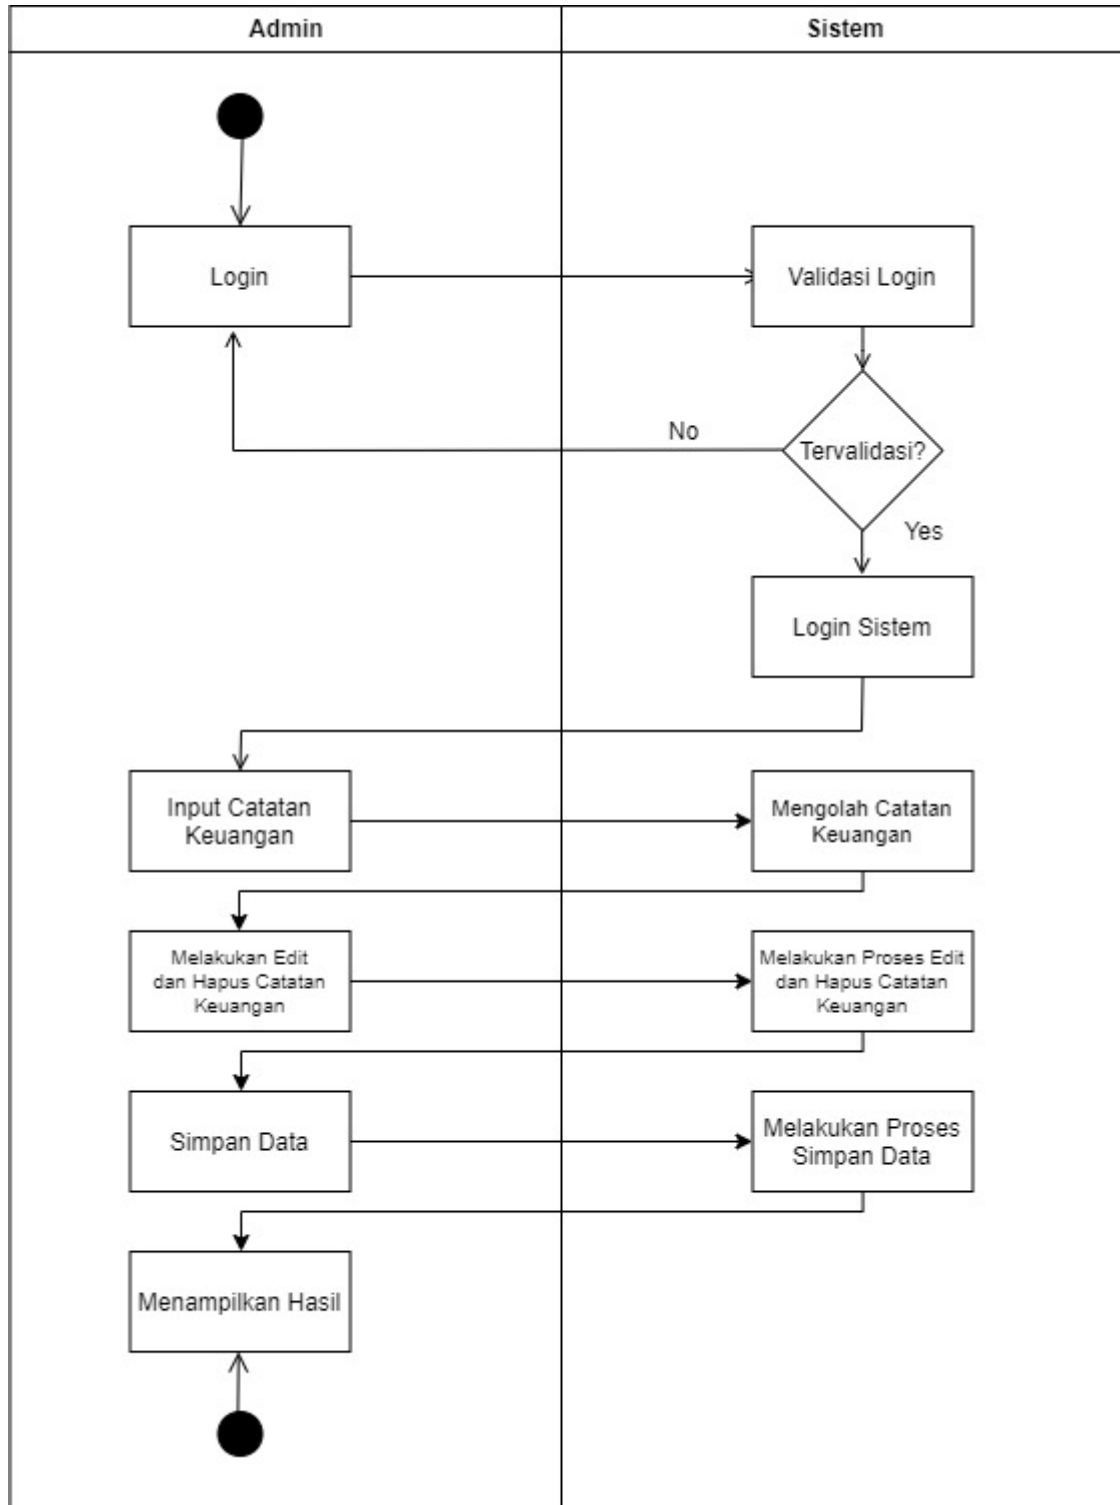 Admin
Sistem
Login
Validasi Login
No
Tervalidasi?
Yes
Login Sistem
Input Catatan
Keuangan
Mengolah Catatan
Keuangan
Melakukan Edit
dan Hapus Catatan
Keuangan
Melakukan Proses Edit
dan Hapus Catatan
Keuangan
Simpan Data
Melakukan Proses
Simpan Data
Menampilkan Hasil